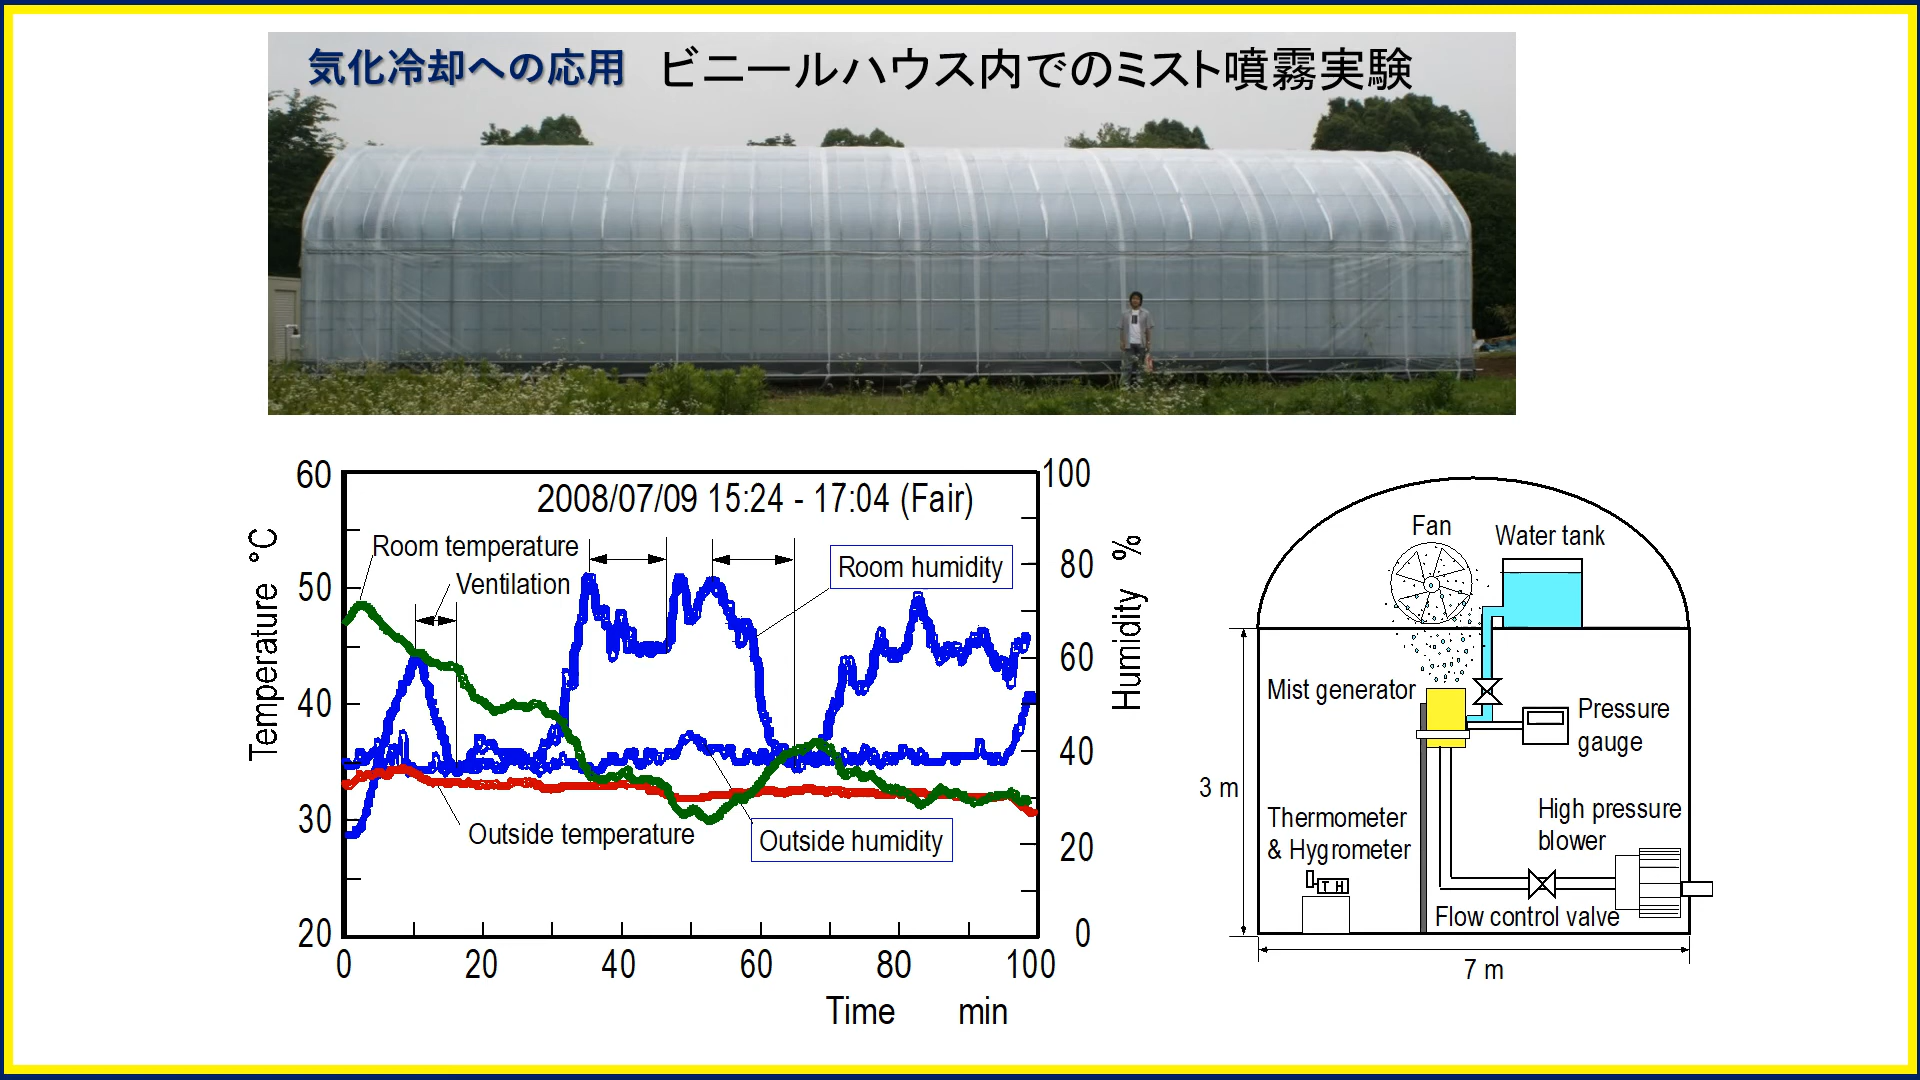 気化冷却への応用 ビニールハウス内でのミスト噴霧実験
60
50
40
30
20
Temperature °C
2008/07/09 15:24 - 17:04 (Fair)
Room temperature
Ventilation
Room humidity
Outside temperature
Outside humidity
100
80
60
40
20
0
Humidity %
0 20 40 60 80 100
Time min
Fan
Water tank
Mist generator
Pressure
gauge
3 m
Thermometer
& Hygrometer
T H
High pressure
blower
Flow control valve
7 m